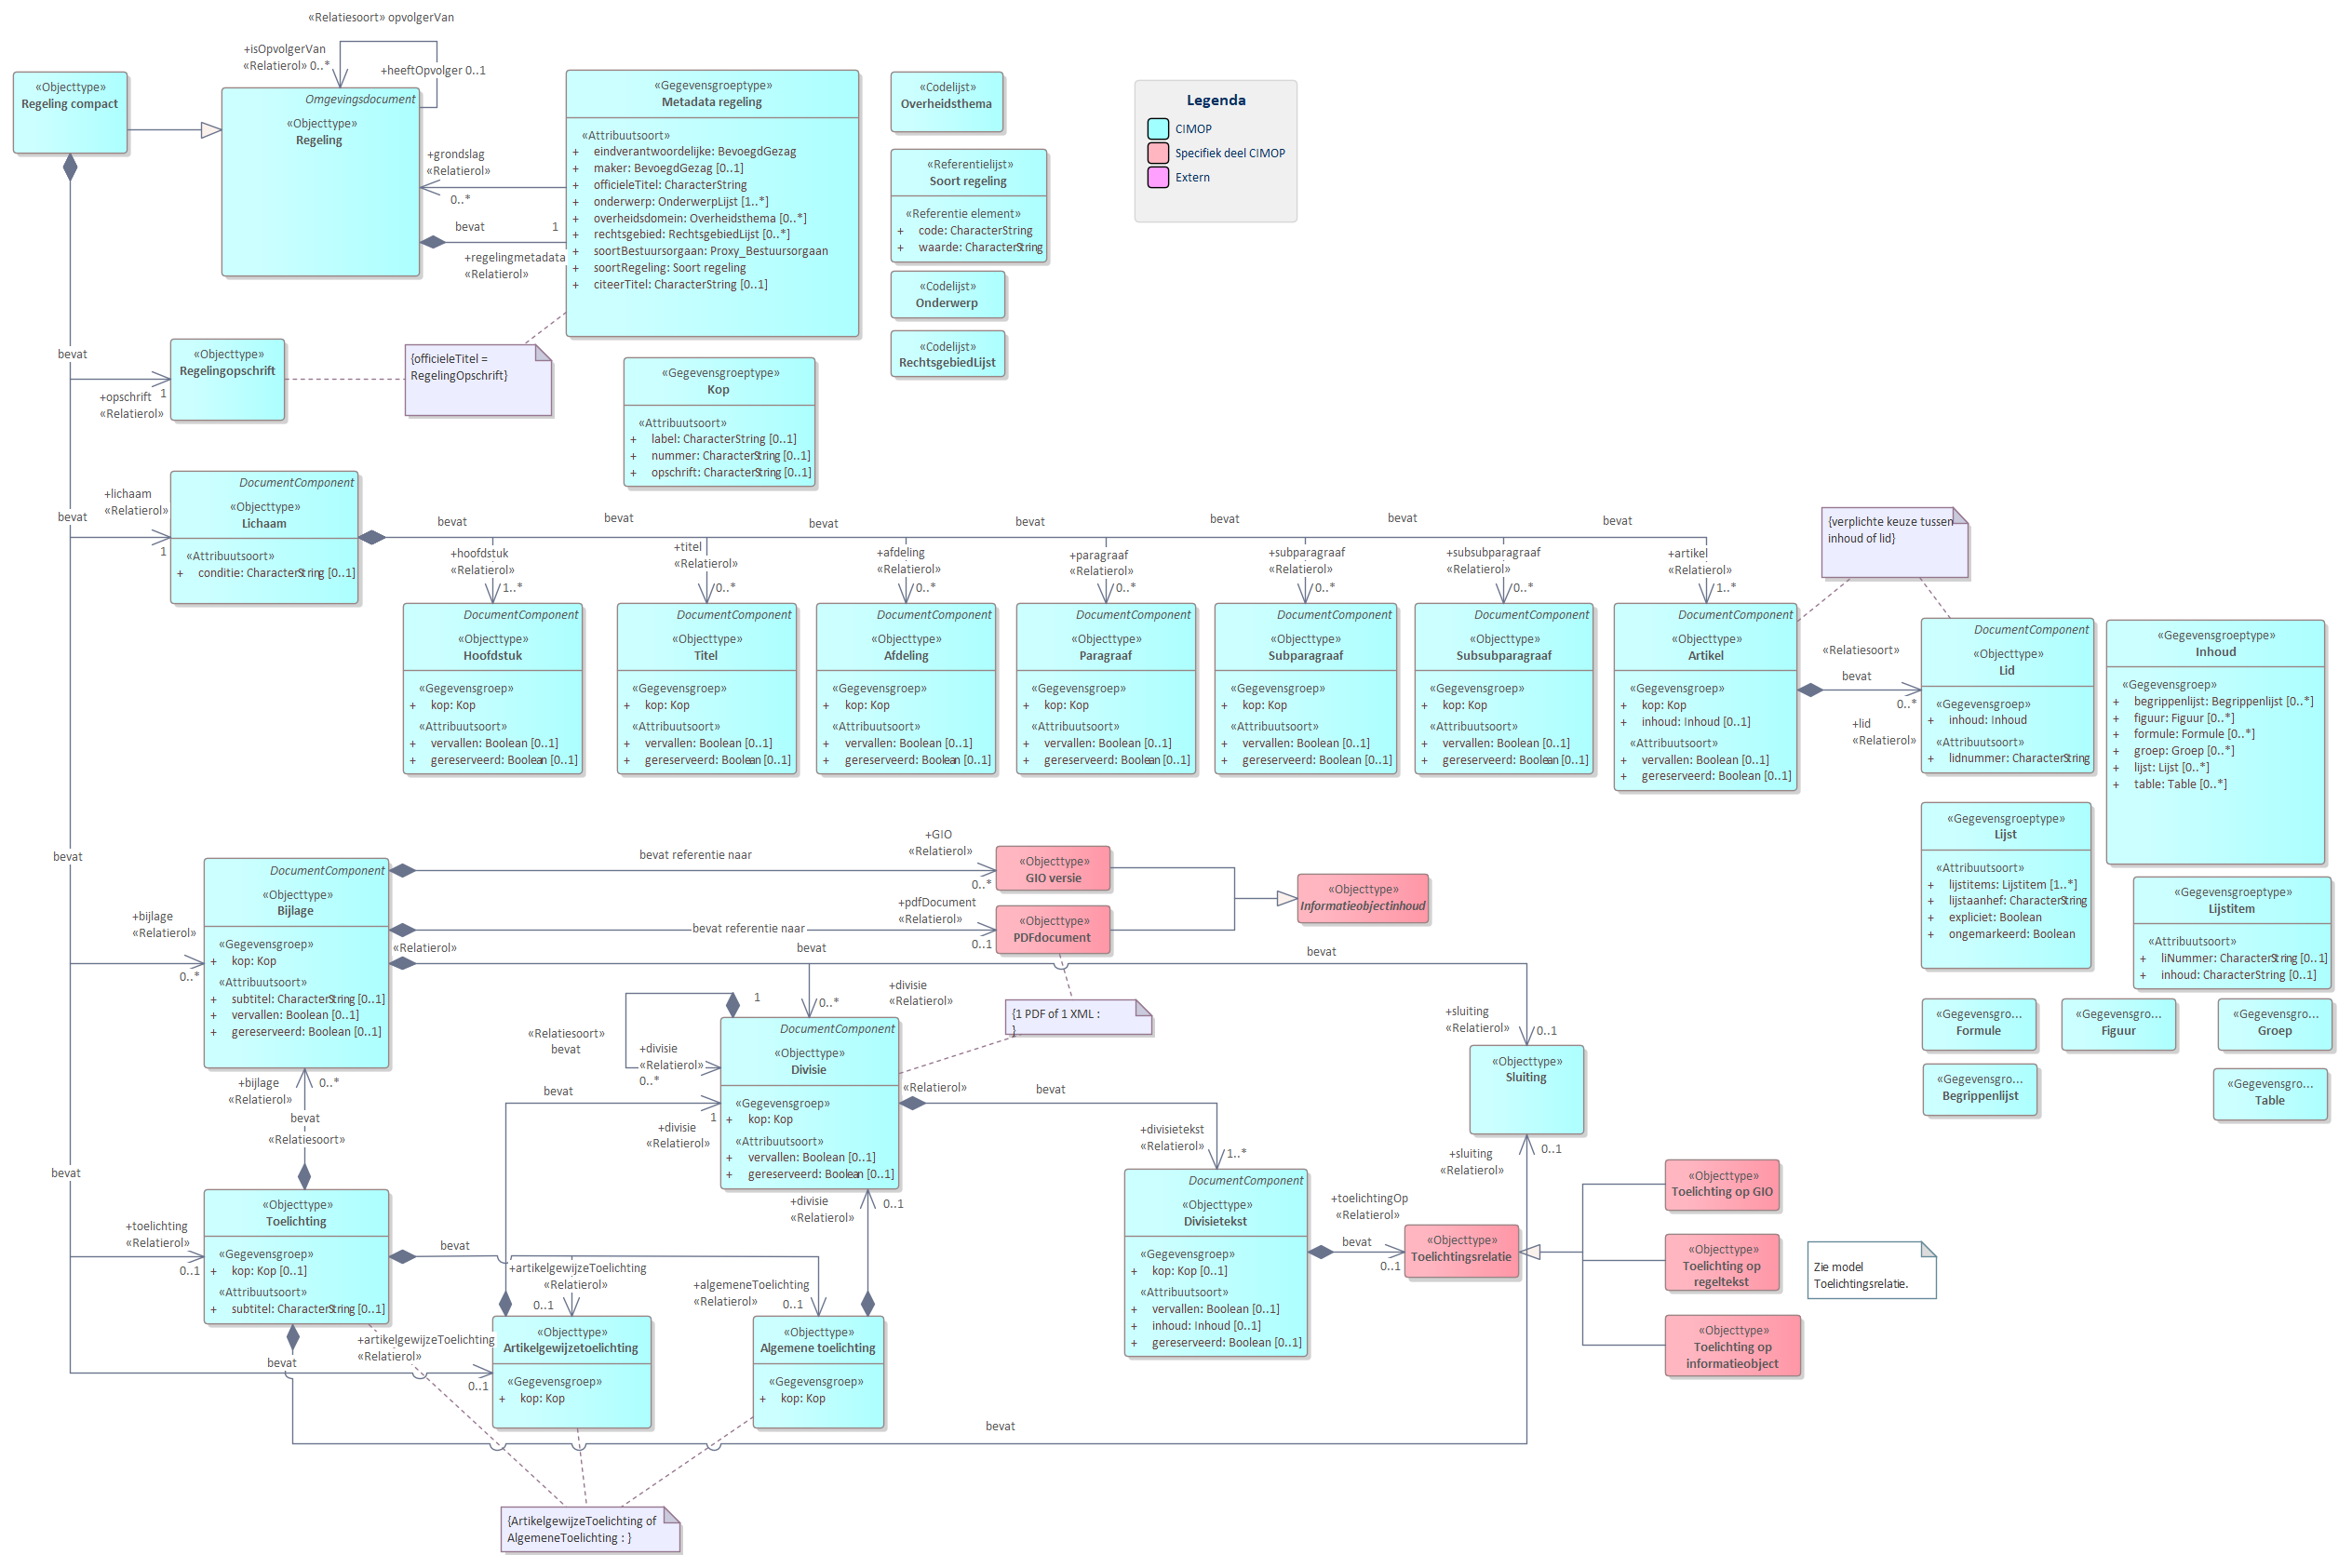 «Relatiesoort» opvolgerVan
+isOpvolgerVan
«Relatierol» 0..*
+heeftOpvolger 0..1
«Objecttype»
Regeling compact
Omgevingsdocument
«Objecttype»
Regeling
+grondslag
«Relatierol»
0..*
bevat
1
+regelingmetadata
«Relatierol»
«Gegevensgroeptype»
Metadata regeling
«Attribuutsoort»
+ eindverantwoordelijke: BevoegdGezag
+ maker: BevoegdGezag [0..1]
+ officieleTitel: CharacterString
+ onderwerp: OnderwerpLijst [1..*]
+ overheidsdomein: Overheidsthema [0..*]
+ rechtsgebied: RechtsgebiedLijst [0..*]
+ soortBestuursorgaan: Proxy_Bestuursorgaan
+ soortRegeling: Soort regeling
+ citeerTitel: CharacterString [0..1]
«Codelijst»
Overheidsthema
«Referentielijst»
Soort regeling
«Referentie element»
+ code: CharacterString
+ waarde: CharacterString
«Codelijst»
Onderwerp
«Codelijst»
RechtsgebiedLijst
Legenda
CIMOP
Specifiek deel CIMOP
Extern
bevat
«Objecttype»
Regelingopschrift
+opschrift
«Relatierol»
1
{officieleTitel =
RegelingOpschrift}
«Gegevensgroeptype»
Kop
«Attribuutsoort»
+ label: CharacterString [0..1]
+ nummer: CharacterString [0..1]
+ opschrift: CharacterString [0..1]
bevat
+lichaam
«Relatierol»
1
DocumentComponent
«Objecttype»
Lichaam
«Attribuutsoort»
+ conditie: CharacterString [0..1]
bevat
bevat
bevat
bevat
bevat
bevat
bevat
+hoofdstuk
«Relatierol»
1..*
+titel
«Relatierol»
0..*
+afdeling
«Relatierol»
0..*
+paragraaf
«Relatierol»
0..*
+subparagraaf
«Relatierol»
0..*
+subsubparagraaf
«Relatierol»
0..*
+artikel
«Relatierol»
1..*
{verplichte keuze tussen
inhoud of lid}
DocumentComponent
«Objecttype»
Hoofdstuk
«Gegevensgroep»
+ kop: Kop
«Attribuutsoort»
+ vervallen: Boolean [0..1]
+ gereserveerd: Boolean [0..1]
DocumentComponent
«Objecttype»
Titel
«Gegevensgroep»
+ kop: Kop
«Attribuutsoort»
+ vervallen: Boolean [0..1]
+ gereserveerd: Boolean [0..1]
DocumentComponent
«Objecttype»
Afdeling
«Gegevensgroep»
+ kop: Kop
«Attribuutsoort»
+ vervallen: Boolean [0..1]
+ gereserveerd: Boolean [0..1]
DocumentComponent
«Objecttype»
Paragraaf
«Gegevensgroep»
+ kop: Kop
«Attribuutsoort»
+ vervallen: Boolean [0..1]
+ gereserveerd: Boolean [0..1]
DocumentComponent
«Objecttype»
Subparagraaf
«Gegevensgroep»
+ kop: Kop
«Attribuutsoort»
+ vervallen: Boolean [0..1]
+ gereserveerd: Boolean [0..1]
DocumentComponent
«Objecttype»
Subsubparagraaf
«Gegevensgroep»
+ kop: Kop
«Attribuutsoort»
+ vervallen: Boolean [0..1]
+ gereserveerd: Boolean [0..1]
DocumentComponent
«Objecttype»
Artikel
«Gegevensgroep»
+ kop: Kop
+ inhoud: Inhoud [0..1]
«Attribuutsoort»
+ vervallen: Boolean [0..1]
+ gereserveerd: Boolean [0..1]
«Relatiesoort»
bevat
0..*
+lid
«Relatierol»
DocumentComponent
«Objecttype»
Lid
«Gegevensgroep»
+ inhoud: Inhoud
«Attribuutsoort»
+ lidnummer: CharacterString
«Gegevensgroeptype»
Inhoud
«Gegevensgroep»
+ begrippenlijst: Begrippenlijst [0..*]
+ figuur: Figuur [0..*]
+ formule: Formule [0..*]
+ groep: Groep [0..*]
+ lijst: Lijst [0..*]
+ table: Table [0..*]
«Gegevensgroeptype»
Lijst
«Attribuutsoort»
+ lijstitems: Lijstitem [1..*]
+ lijstaanhef: CharacterString
+ expliciet: Boolean
+ ongemarkeerd: Boolean
«Gegevensgroeptype»
Lijstitem
«Attribuutsoort»
+ liNummer: CharacterString [0..1]
+ inhoud: CharacterString [0..1]
«Gegevensgro...
Formule
«Gegevensgro...
Figuur
«Gegevensgro...
Groep
«Gegevensgro...
Begrippenlijst
«Gegevensgro...
Table
bevat
+bijlage
«Relatierol»
0..*
DocumentComponent
«Objecttype»
Bijlage
«Gegevensgroep»
+ kop: Kop
«Attribuutsoort»
+ subtitel: CharacterString [0..1]
+ vervallen: Boolean [0..1]
+ gereserveerd: Boolean [0..1]
bevat referentie naar
+GIO
«Relatierol»
0..*
«Objecttype»
GIO versie
bevat referentie naar
+pdfDocument
«Relatierol»
0..1
«Objecttype»
PDFdocument
«Objecttype»
Informatieobjectinhoud
«Relatierol»
bevat
bevat
0..*
+divisie
«Relatierol»
{1 PDF of 1 XML :
}
+sluiting
«Relatierol»
0..1
«Objecttype»
Sluiting
1
«Relatiesoort»
bevat
+divisie
«Relatierol»
0..*
DocumentComponent
«Objecttype»
Divisie
«Gegevensgroep»
+ kop: Kop
«Attribuutsoort»
+ vervallen: Boolean [0..1]
+ gereserveerd: Boolean [0..1]
bevat
1
+divisie
«Relatierol»
«Relatierol»
bevat
+divisietekst
«Relatierol»
1..*
+sluiting
«Relatierol»
0..1
+bijlage
«Relatierol»
0..*
bevat
«Relatiesoort»
bevat
+toelichting
«Relatierol»
0..1
«Objecttype»
Toelichting
«Gegevensgroep»
+ kop: Kop [0..1]
«Attribuutsoort»
+ subtitel: CharacterString [0..1]
bevat
+divisie
«Relatierol»
0..1
+artikelgewijzeToelichting
«Relatierol»
0..1
+algemeneToelichting
«Relatierol»
0..1
DocumentComponent
«Objecttype»
Divisietekst
«Gegevensgroep»
+ kop: Kop [0..1]
«Attribuutsoort»
+ vervallen: Boolean [0..1]
+ inhoud: Inhoud [0..1]
+ gereserveerd: Boolean [0..1]
+toelichtingOp
«Relatierol»
bevat
0..1
«Objecttype»
Toelichtingsrelatie
«Objecttype»
Toelichting op GIO
«Objecttype»
Toelichting op
regeltekst
«Objecttype»
Toelichting op
informatieobject
Zie model
Toelichtingsrelatie.
bevat
+artikelgewijzeToelichting
«Relatierol»
0..1
«Objecttype»
Artikelgewijzetoelichting
«Gegevensgroep»
+ kop: Kop
«Objecttype»
Algemene toelichting
«Gegevensgroep»
+ kop: Kop
bevat
{ArtikelgewijzeToelichting of
AlgemeneToelichting : }